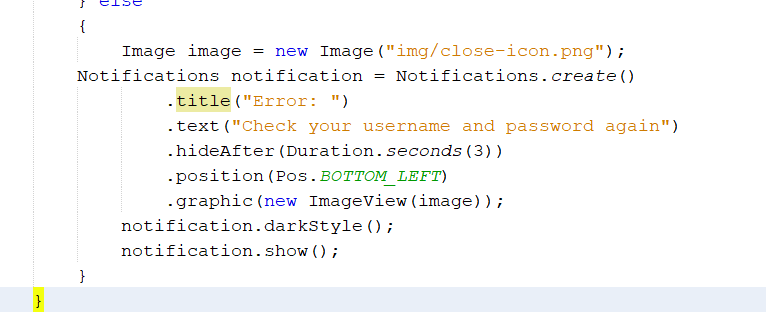 } else
{
Image image = new Image("img/close-icon.png");
Notifications notification = Notifications.create()
.title("Error: ")
.text("Check your username and password again")
.hideAfter(Duration.seconds(3))
.position(Pos.BOTTOM_LEFT)
.graphic(new ImageView(image));
notification.darkStyle();
notification.show();
}
}